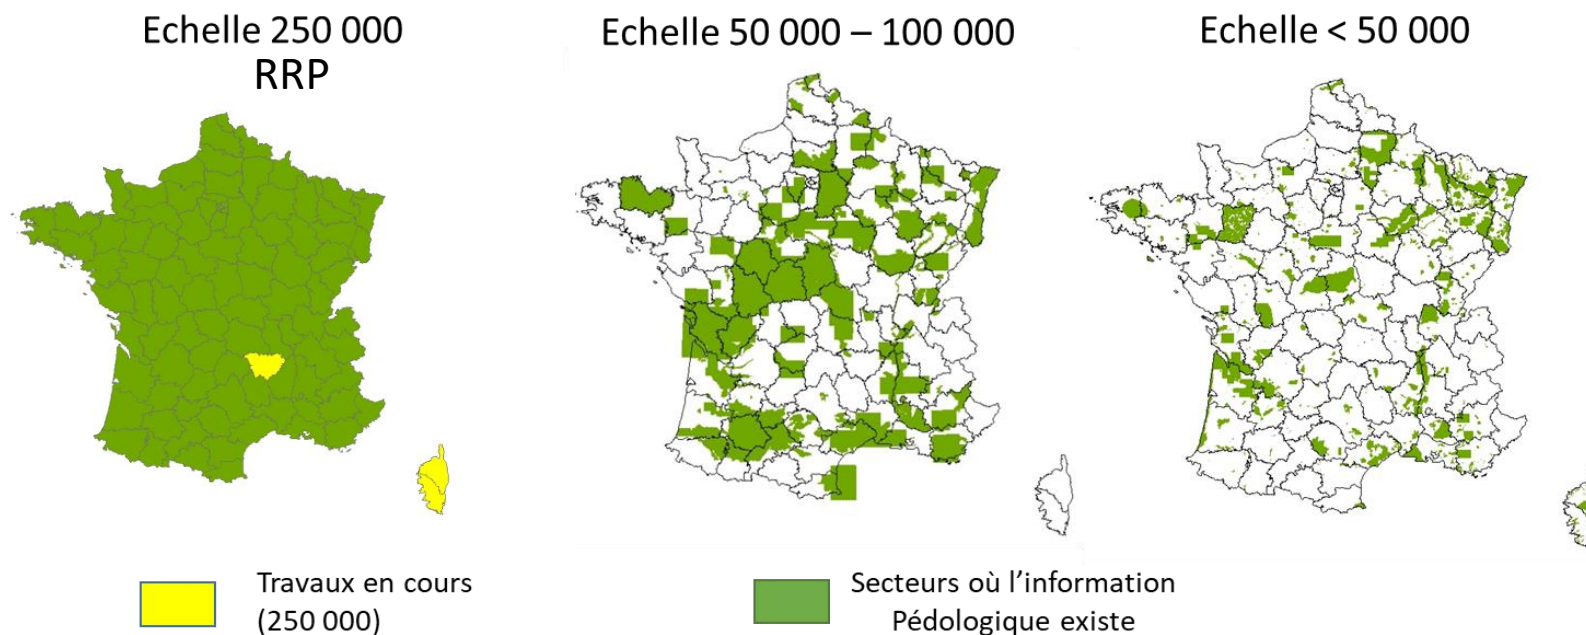 Echelle 250 000
RRP
Echelle 50 000 – 100 000
Echelle < 50 000
Travaux en cours
(250 000)
Secteurs où l’information
Pédologique existe